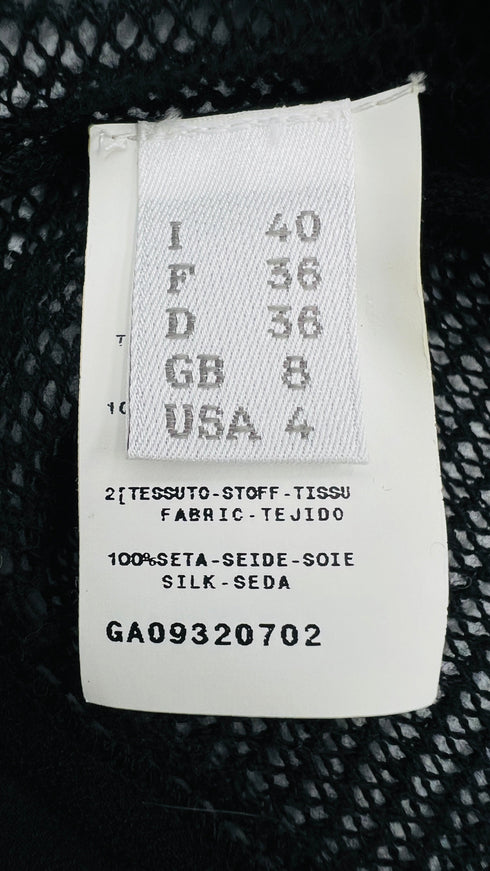 I 40
F 36
D 36
GB 8
USA 4
2[TESSUTO-STOFF-TISSU
FABRIC-TEJIDO
100%SETA-SEIDE-SOIE
SILK-SEDA
GA09320702